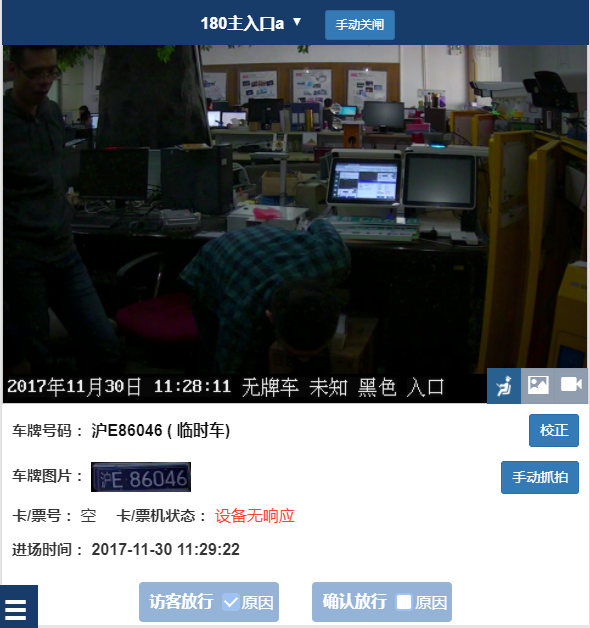 180主入口a ▼ 手动关闸
2017年11月30日 11:28:11 无牌车 未知 黑色 入口
车牌号码： 沪E86046 ( 临时车) 校正
车牌图片： 沪E 86046 手动抓拍
卡/票号： 空 卡/票机状态： 设备无响应
进场时间： 2017-11-30 11:29:22
访客放行 原因 确认放行 原因